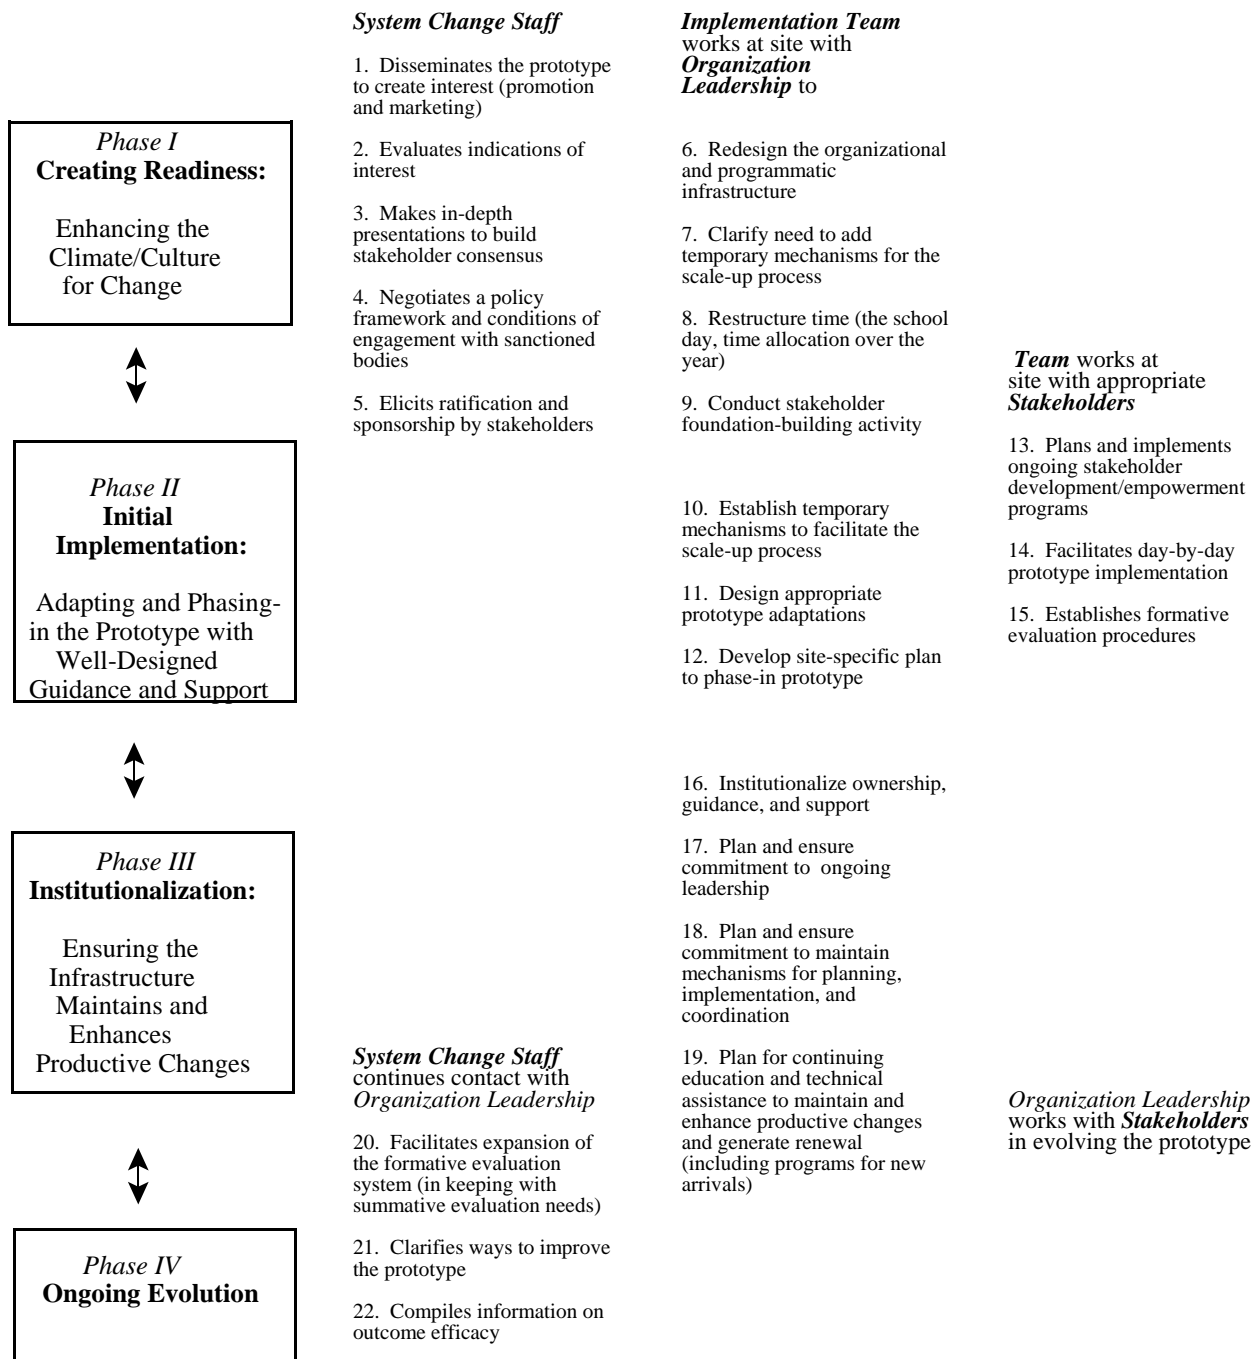 System Change Staff
1. Disseminates the prototype
to create interest (promotion
and marketing)
2. Evaluates indications of
interest
3. Makes in-depth
presentations to build
stakeholder consensus
4. Negotiates a policy
framework and conditions of
engagement with sanctioned
bodies
5. Elicits ratification and
sponsorship by stakeholders
Implementation Team
works at site with
Organization
Leadership to
6. Redesign the organizational
and programmatic
infrastructure
7. Clarify need to add
temporary mechanisms for the
scale-up process
8. Restructure time (the school
day, time allocation over the
year)
9. Conduct stakeholder
foundation-building activity
Phase I
Creating Readiness:
Enhancing the
Climate/Culture
for Change
Team works at
site with appropriate
Stakeholders
13. Plans and implements
ongoing stakeholder
development/empowerment
programs
14. Facilitates day-by-day
prototype implementation
15. Establishes formative
evaluation procedures
Phase II
Initial
Implementation:
Adapting and Phasing-
in the Prototype with
Well-Designed
Guidance and Support
10. Establish temporary
mechanisms to facilitate the
scale-up process
11. Design appropriate
prototype adaptations
12. Develop site-specific plan
to phase-in prototype
Phase III
Institutionalization:
Ensuring the
Infrastructure
Maintains and
Enhances
Productive Changes
16. Institutionalize ownership,
guidance, and support
17. Plan and ensure
commitment to ongoing
leadership
18. Plan and ensure
commitment to maintain
mechanisms for planning,
implementation, and
coordination
19. Plan for continuing
education and technical
assistance to maintain and
enhance productive changes
and generate renewal
(including programs for new
arrivals)
System Change Staff
continues contact with
Organization Leadership
20. Facilitates expansion of
the formative evaluation
system (in keeping with
summative evaluation needs)
21. Clarifies ways to improve
the prototype
22. Compiles information on
outcome efficacy
Organization Leadership
works with Stakeholders
in evolving the prototype
Phase IV
Ongoing Evolution